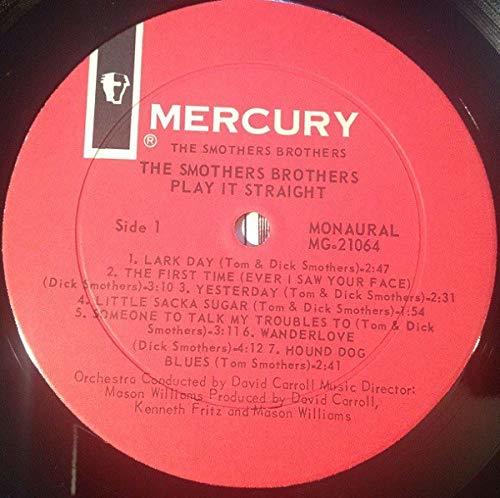 MERCURY
®
THE SMOTHERS BROTHERS
THE SMOTHERS BROTHERS
PLAY IT STRAIGHT
Side 1
MONAURAL
MG-21064
1. LARK DAY (Tom & Dick Smothers)-2:47
2. THE FIRST TIME (EVER I SAW YOUR FACE)
(Dick Smothers)-3:10 3. YESTERDAY (Tom & Dick Smothers)-2:31
4. LITTLE SACKA SUGAR (Tom & Dick Smothers)-1:54
5. SOMEONE TO TALK MY TROUBLES TO (Tom & Dick
Smothers)-3:11 6. WANDERLOVE
(Dick Smothers)-4:12 7. HOUND DOG
BLUES (Tom Smothers)-2:41
Orchestra Conducted by David Carroll Music Director:
Mason Williams Produced by David Carroll,
Kenneth Fritz and Mason Williams